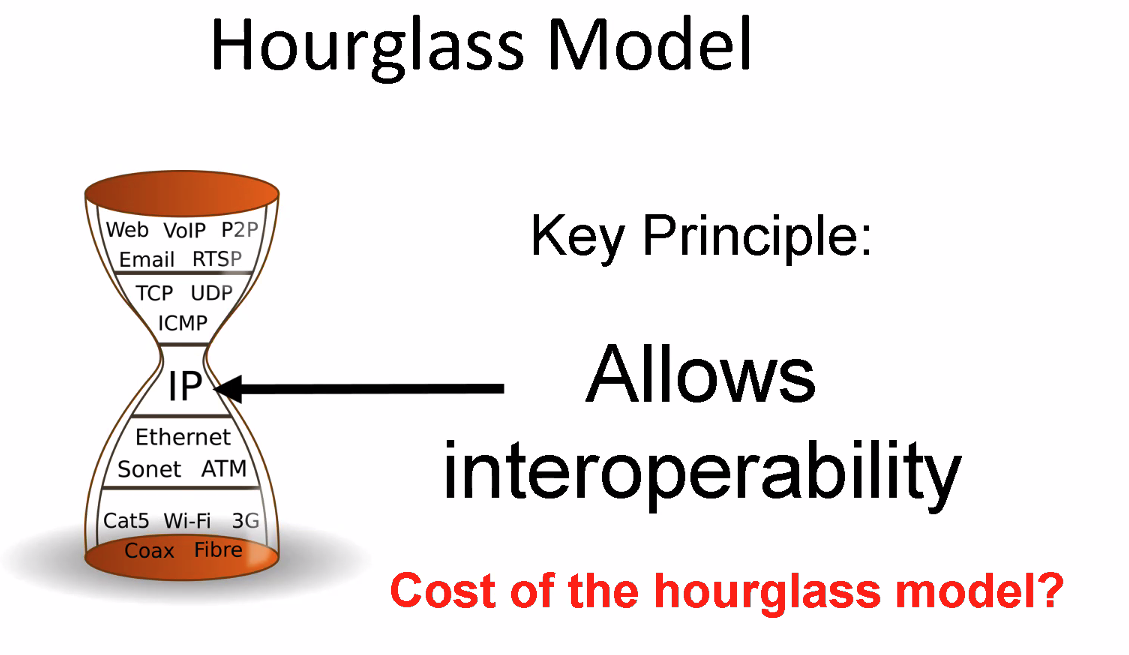 Hourglass Model
Web VoIP P2P
Email RTSP
TCP UDP
ICMP
IP
Ethernet
Sonet ATM
Cat5 Wi-Fi 3G
Coax Fibre
Key Principle:
Allows
interoperability
Cost of the hourglass model?